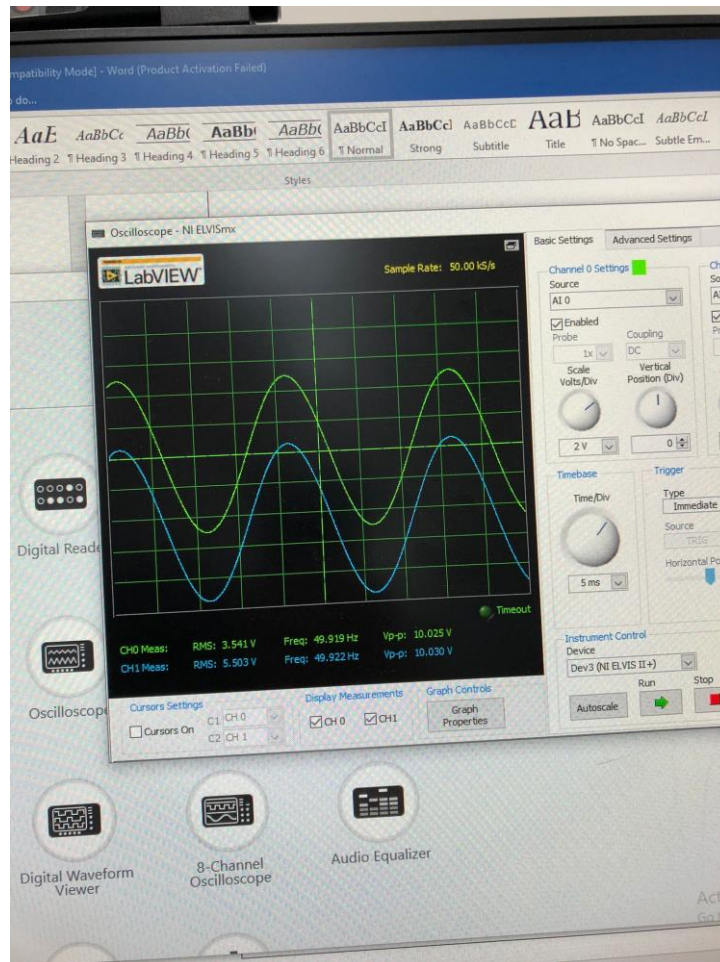 mpatibility Mode] - Word (Product Activation Failed)
do...
AaE AaBbCc AaBb( AaBb( AaBb( AaBbCcI AaBbCcI AaBbCcC AaB AaBbCcI AaBbCcI
Heading 2 ¶ Heading 3 ¶ Heading 4 ¶ Heading 5 ¶ Heading 6 ¶ Normal Strong Subtitle Title ¶ No Spac... Subtle Em...
Styles
Oscilloscope - NI ELVISmx
LabVIEW
Sample Rate: 50.00 kS/s
Basic Settings Advanced Settings
Channel 0 Settings
Source
AI 0
Enabled
Probe Coupling
1x DC
Scale Vertical
Volts/Div Position (Div)
2 V 0
Timebase Trigger
Time/Div
Type
Immediate
Source
TRIG
Horizontal Po
5 ms
Timeout
CH0 Meas: RMS: 3.541 V Freq: 49.919 Hz Vp-p: 10.025 V
CH1 Meas: RMS: 5.503 V Freq: 49.922 Hz Vp-p: 10.030 V
Instrument Control
Device
Dev3 (NI ELVIS II+)
Run Stop
Autoscale
Cursors Settings
Cursors On
C1 CH 0
C2 CH 1
Display Measurements
CH 0 CH1
Graph Controls
Graph
Properties
Digital Reade
Oscilloscope
Digital Waveform
Viewer
8-Channel
Oscilloscope
Audio Equalizer
Act
Go t